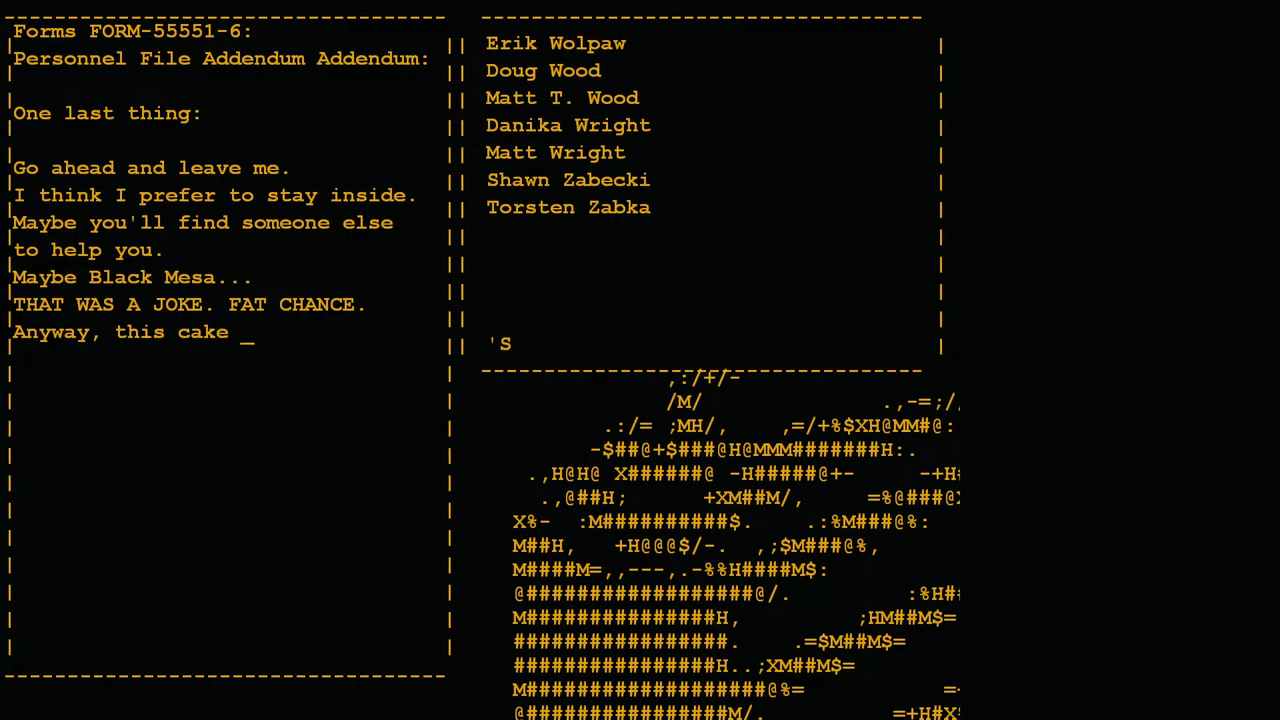 Forms FORM-55551-6:
Personnel File Addendum Addendum:
One last thing:
Go ahead and leave me.
I think I prefer to stay inside.
Maybe you'll find someone else
to help you.
Maybe Black Mesa...
THAT WAS A JOKE. FAT CHANCE.
Anyway, this cake _
Erik Wolpaw
Doug Wood
Matt T. Wood
Danika Wright
Matt Wright
Shawn Zabecki
Torsten Zabka
'S